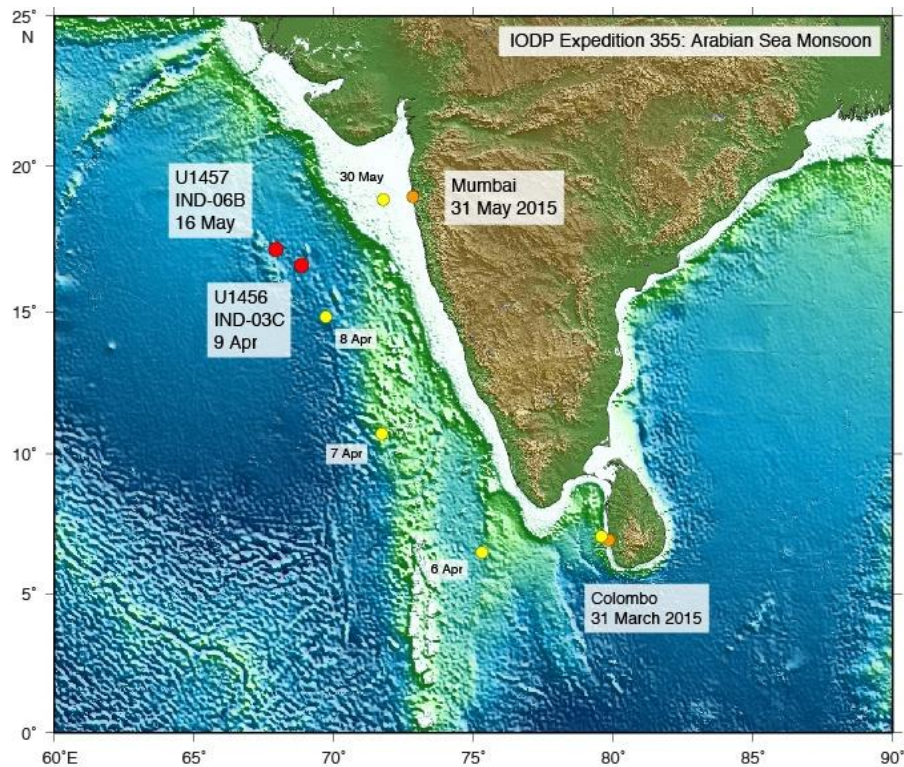 25°
N
IODP Expedition 355: Arabian Sea Monsoon
20°
U1457
IND-06B
16 May
30 May
Mumbai
31 May 2015
15°
U1456
IND-03C
9 Apr
8 Apr
10°
7 Apr
5°
6 Apr
Colombo
31 March 2015
0°
60°E
65°
70°
75°
80°
85°
90°